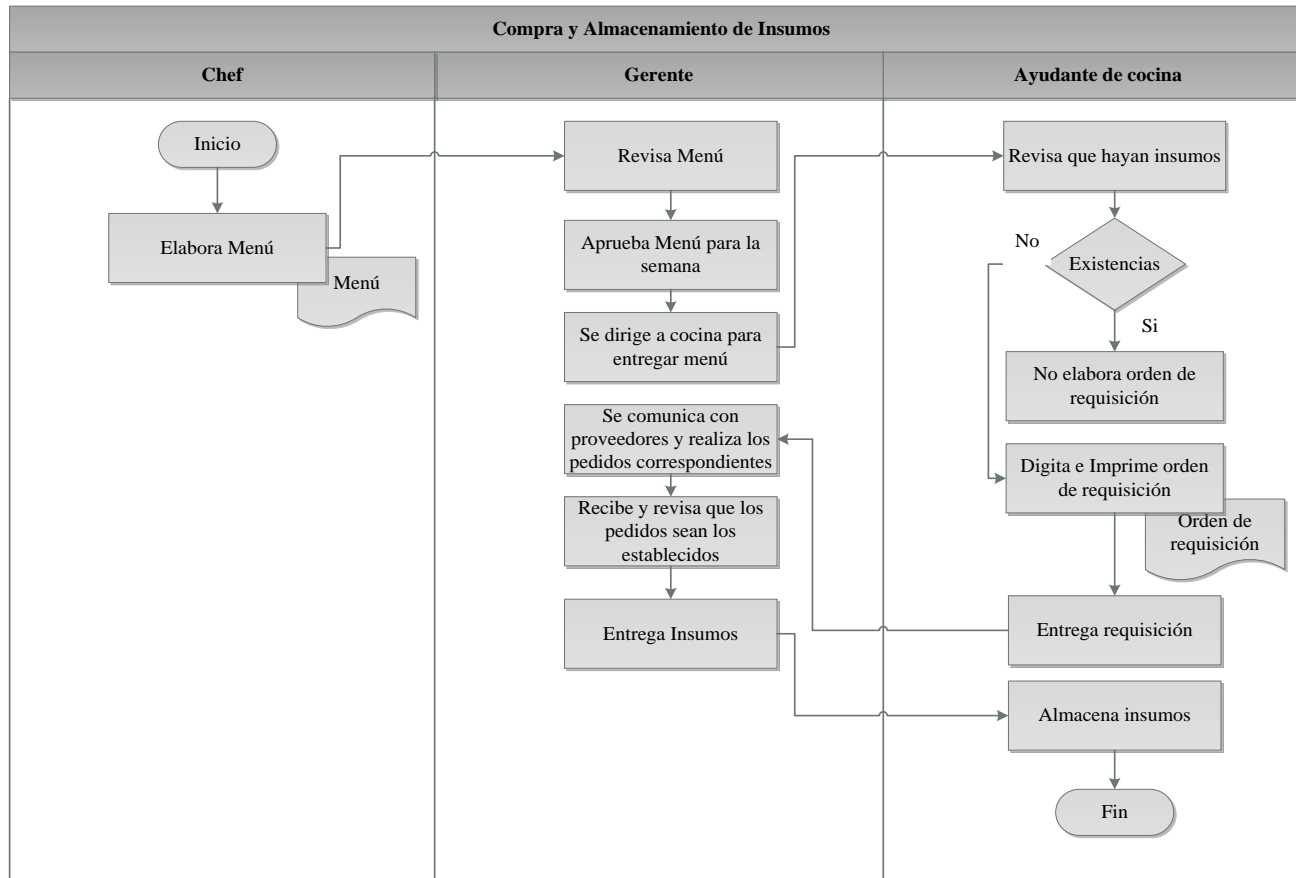 Compra y Almacenamiento de Insumos
Chef
Gerente
Ayudante de cocina
Inicio
Elabora Menú
Menú
Revisa Menú
Aprueba Menú para la
semana
Se dirige a cocina para
entregar menú
Se comunica con
proveedores y realiza los
pedidos correspondientes
Recibe y revisa que los
pedidos sean los
establecidos
Entrega Insumos
Revisa que hayan insumos
Existencias
No
Si
No elabora orden de
requisición
Digita e Imprime orden
de requisición
Orden de
requisición
Entrega requisición
Almacena insumos
Fin